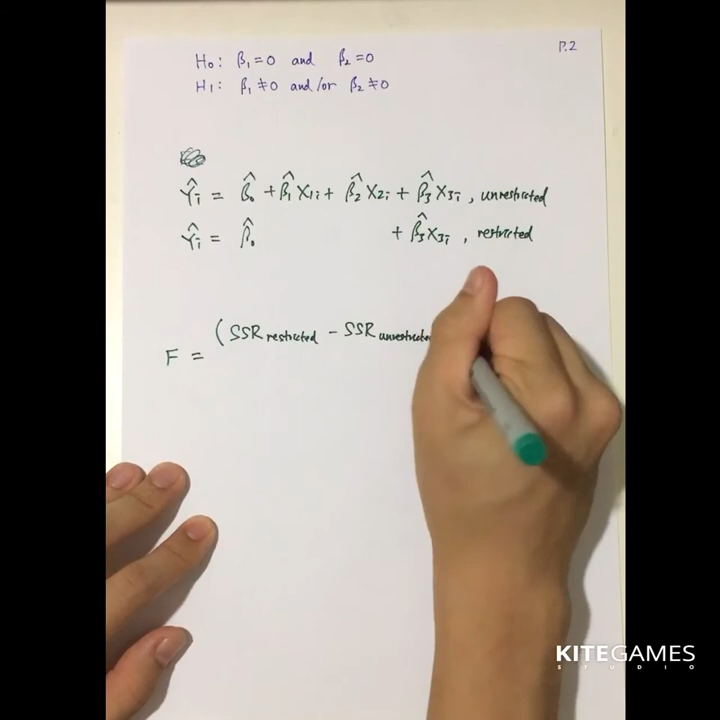 P.2
H₀: β₁=0 and β₂=0
H₁: β₁≠0 and/or β₂≠0
Ŷᵢ = β̂₀ + β̂₁X₁ᵢ + β̂₂X₂ᵢ + β̂₃X₃ᵢ, unrestricted
Ŷᵢ = β̂₀ + β̂₃X₃ᵢ, restricted
F = (SSR restricted - SSR unrestricted
KITEGAMES
STUDIO